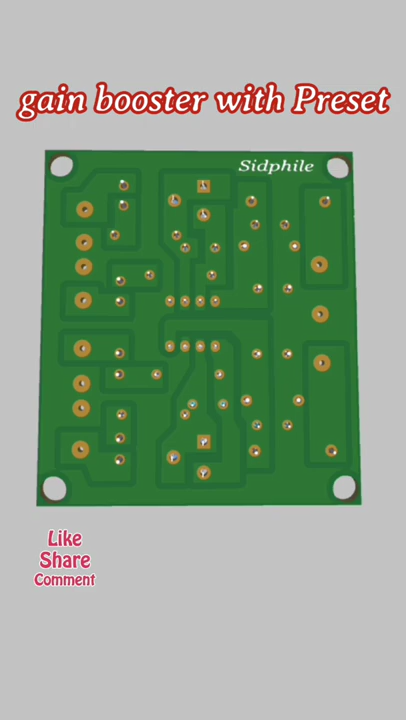 gain booster with Preset
Sidphile
Like
Share
Comment